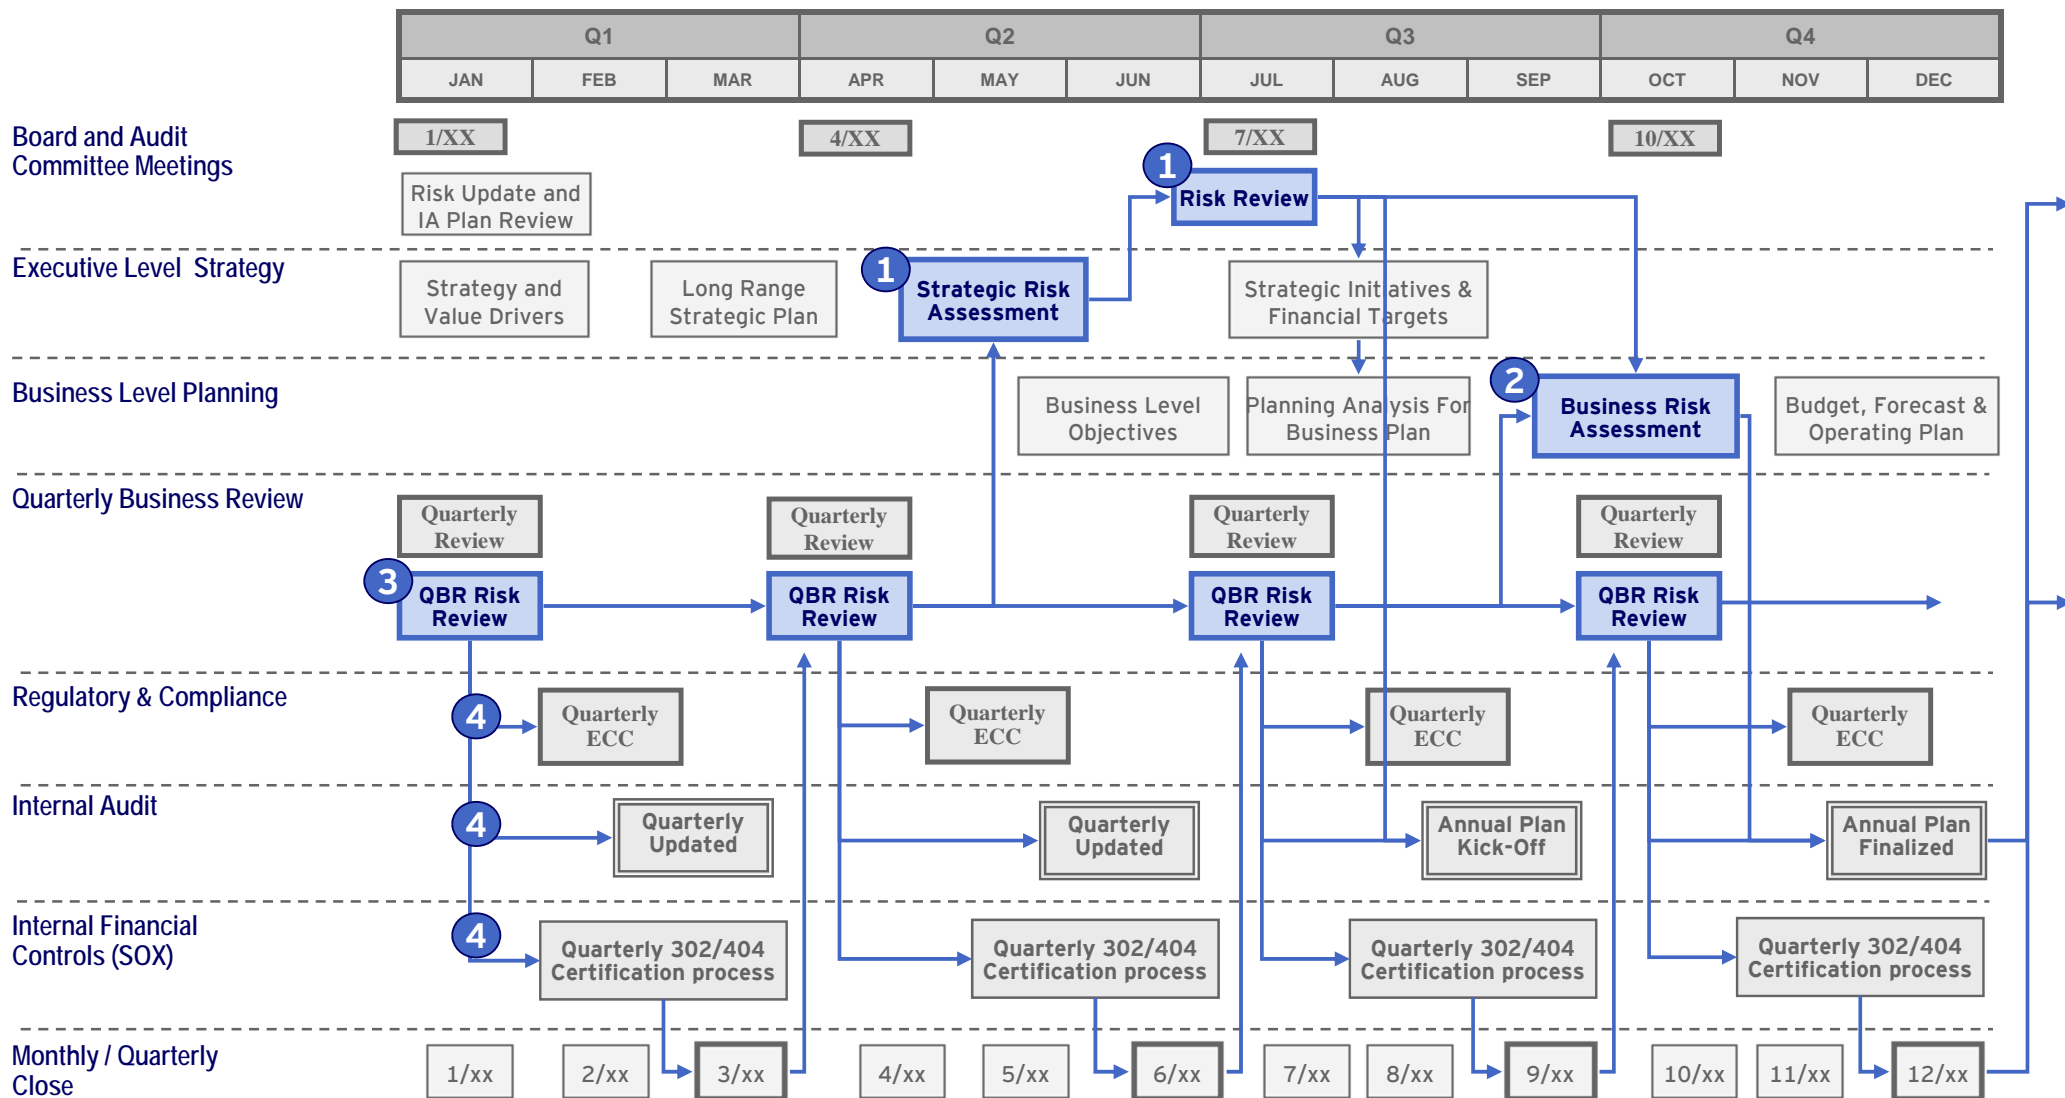 Q1
Q2
Q3
Q4
JAN
FEB
MAR
APR
MAY
JUN
JUL
AUG
SEP
OCT
NOV
DEC
Board and Audit
Committee Meetings
1/XX
4/XX
7/XX
10/XX
Risk Update and
IA Plan Review
1
Risk Review
Executive Level Strategy
Strategy and
Value Drivers
Long Range
Strategic Plan
1
Strategic Risk
Assessment
Strategic Initiatives &
Financial Targets
Business Level Planning
Business Level
Objectives
Planning Analysis For
Business Plan
2
Business Risk
Assessment
Budget, Forecast &
Operating Plan
Quarterly Business Review
Quarterly
Review
Quarterly
Review
Quarterly
Review
Quarterly
Review
3
QBR Risk
Review
QBR Risk
Review
QBR Risk
Review
QBR Risk
Review
Regulatory & Compliance
4
Quarterly
ECC
Quarterly
ECC
Quarterly
ECC
Quarterly
ECC
Internal Audit
4
Quarterly
Updated
Quarterly
Updated
Annual Plan
Kick-Off
Annual Plan
Finalized
Internal Financial
Controls (SOX)
4
Quarterly 302/404
Certification process
Quarterly 302/404
Certification process
Quarterly 302/404
Certification process
Quarterly 302/404
Certification process
Monthly / Quarterly
Close
1/xx
2/xx
3/xx
4/xx
5/xx
6/xx
7/xx
8/xx
9/xx
10/xx
11/xx
12/xx